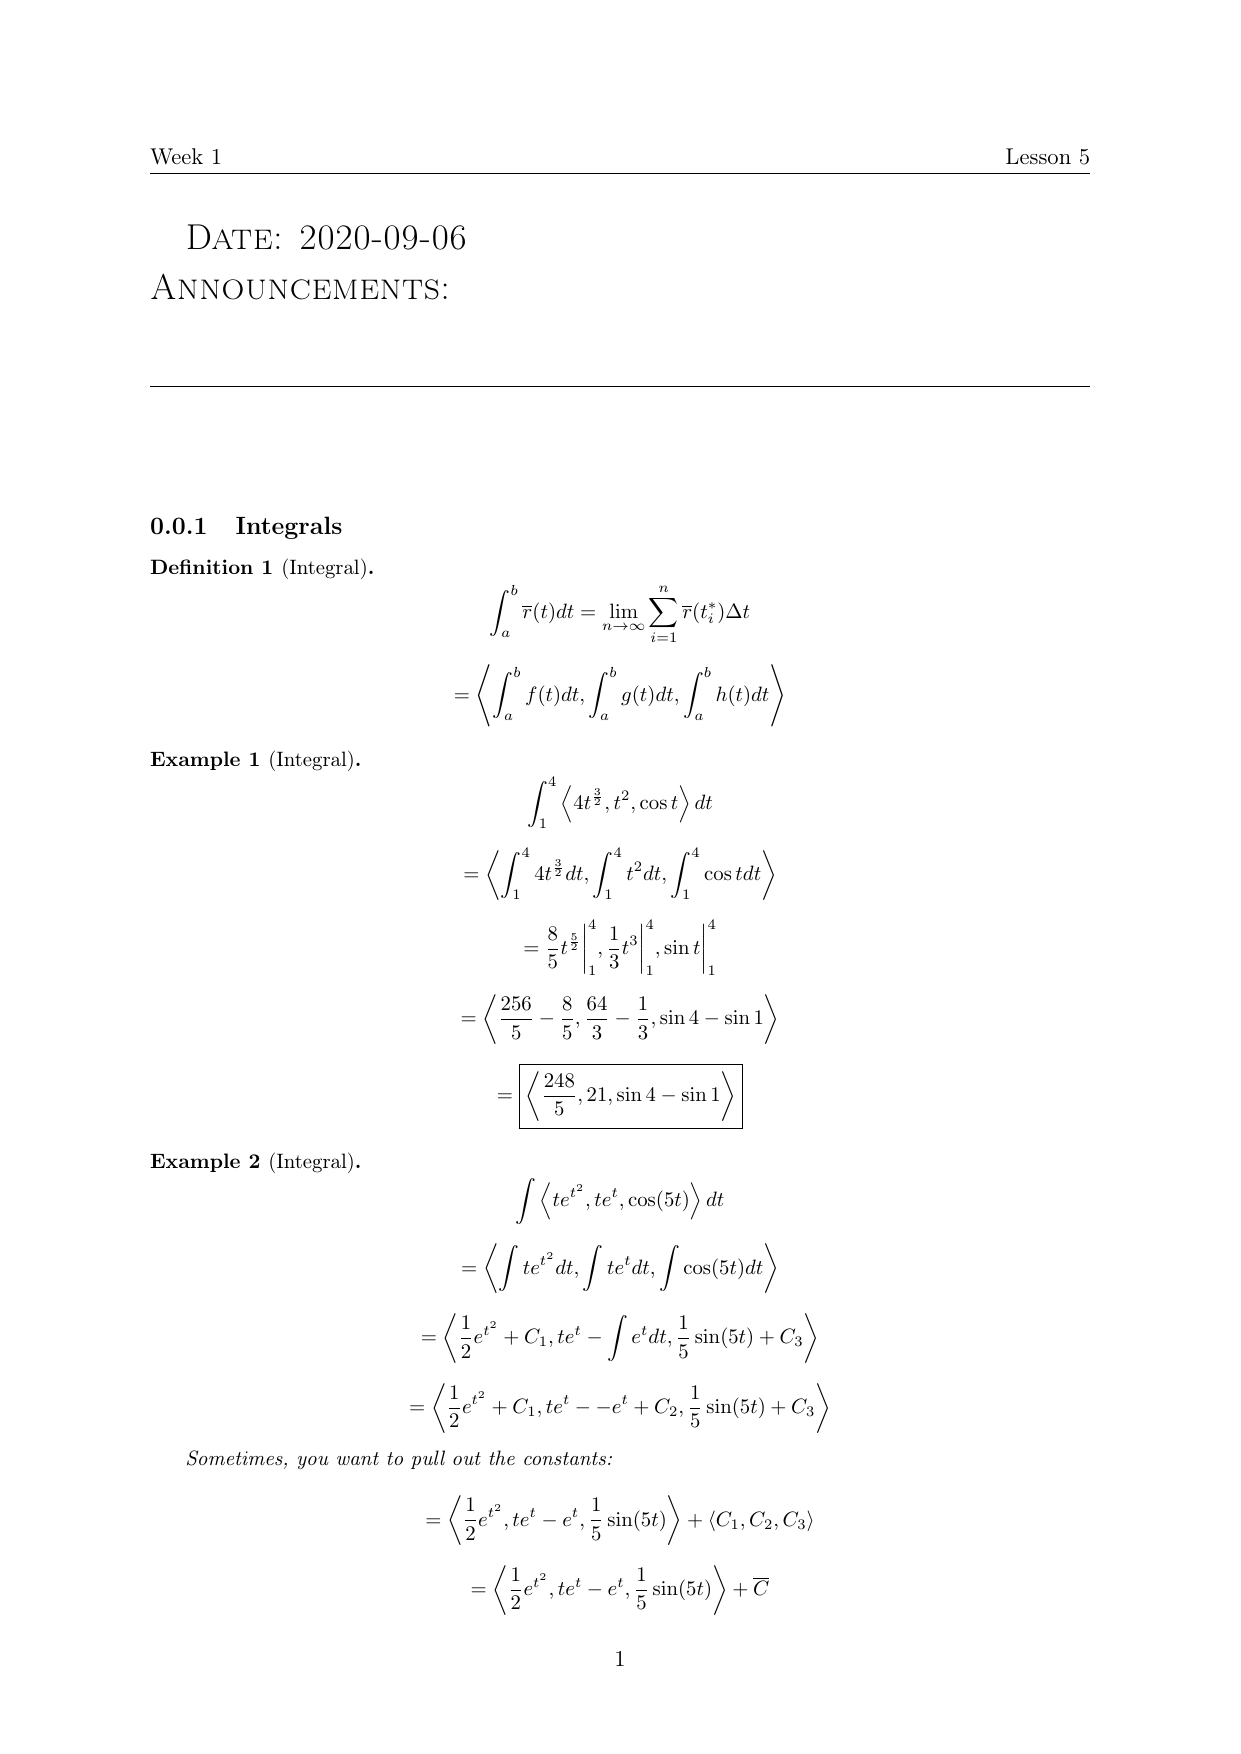 Week 1 Lesson 5
Date: 2020-09-06
Announcements:
0.0.1 Integrals
Definition 1 (Integral).
$\int_a^b \overline{r}(t)dt = \lim_{n\to\infty} \sum_{i=1}^n \overline{r}(t_i^*)\Delta t$
$= \left\langle \int_a^b f(t)dt, \int_a^b g(t)dt, \int_a^b h(t)dt \right\rangle$
Example 1 (Integral).
$\int_1^4 \left\langle 4t^{\frac{3}{2}}, t^2, \cos t \right\rangle dt$
$= \left\langle \int_1^4 4t^{\frac{3}{2}}dt, \int_1^4 t^2dt, \int_1^4 \cos tdt \right\rangle$
$= \frac{8}{5}t^{\frac{5}{2}}\Big|_1^4, \frac{1}{3}t^3\Big|_1^4, \sin t\Big|_1^4$
$= \left\langle \frac{256}{5} - \frac{8}{5}, \frac{64}{3} - \frac{1}{3}, \sin 4 - \sin 1 \right\rangle$
$= \boxed{\left\langle \frac{248}{5}, 21, \sin 4 - \sin 1 \right\rangle}$
Example 2 (Integral).
$\int \left\langle te^{t^2}, te^t, \cos(5t) \right\rangle dt$
$= \left\langle \int te^{t^2}dt, \int te^tdt, \int \cos(5t)dt \right\rangle$
$= \left\langle \frac{1}{2}e^{t^2} + C_1, te^t - \int e^tdt, \frac{1}{5}\sin(5t) + C_3 \right\rangle$
$= \left\langle \frac{1}{2}e^{t^2} + C_1, te^t - -e^t + C_2, \frac{1}{5}\sin(5t) + C_3 \right\rangle$
Sometimes, you want to pull out the constants:
$= \left\langle \frac{1}{2}e^{t^2}, te^t - e^t, \frac{1}{5}\sin(5t) \right\rangle + \langle C_1, C_2, C_3 \rangle$
$= \left\langle \frac{1}{2}e^{t^2}, te^t - e^t, \frac{1}{5}\sin(5t) \right\rangle + \overline{C}$
1